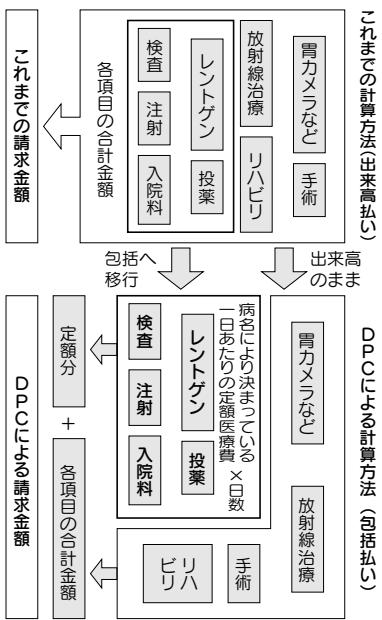 これまでの計算方法(出来高払い)
胃カメラなど
手術
放射線治療
リハビリ
レントゲン
投薬
検査
注射
入院料
各項目の合計金額
これまでの請求金額
出来高
のまま
包括へ
移行
DPCによる計算方法(包括払い)
胃カメラなど
放射線治療
手術
リハ
ビリ
病名により決まっている
一日あたりの定額医療費
×日数
レントゲン
投薬
検査
注射
入院料
定額分
+
各項目の合計金額
DPCによる請求金額